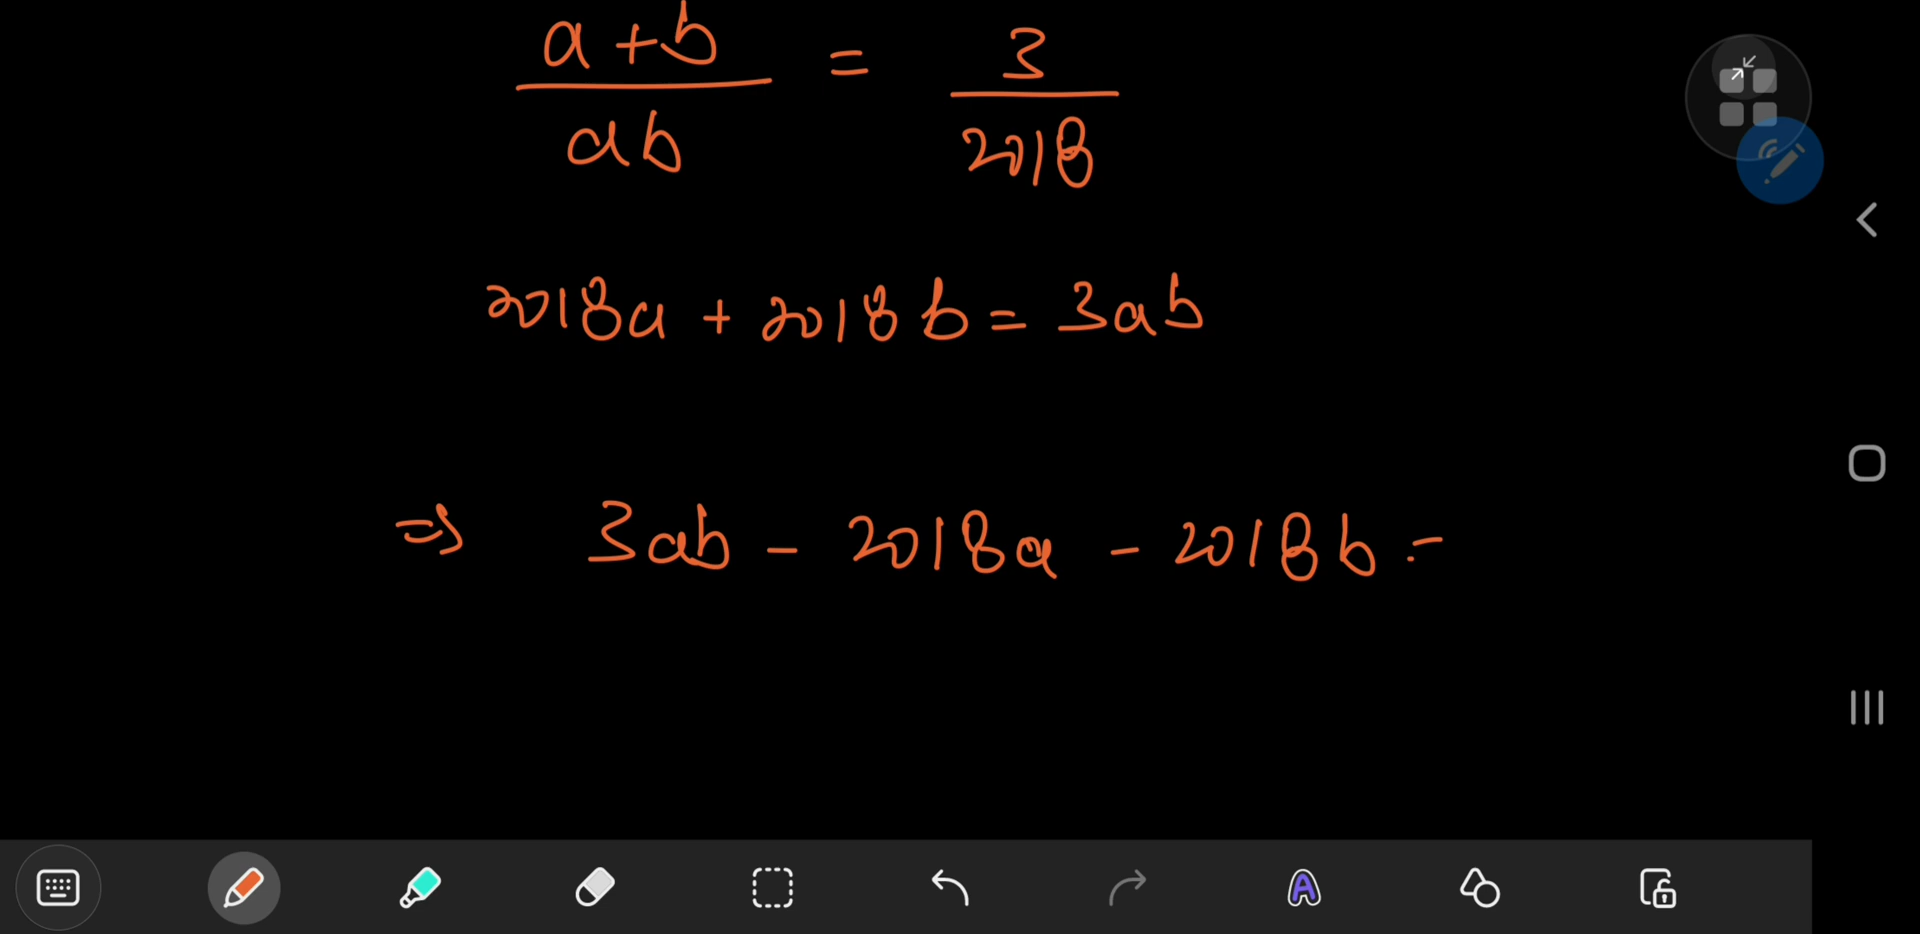 a + b / ab = 3 / 2018
2018a + 2018b = 3ab
⇒ 3ab - 2018a - 2018b =
A